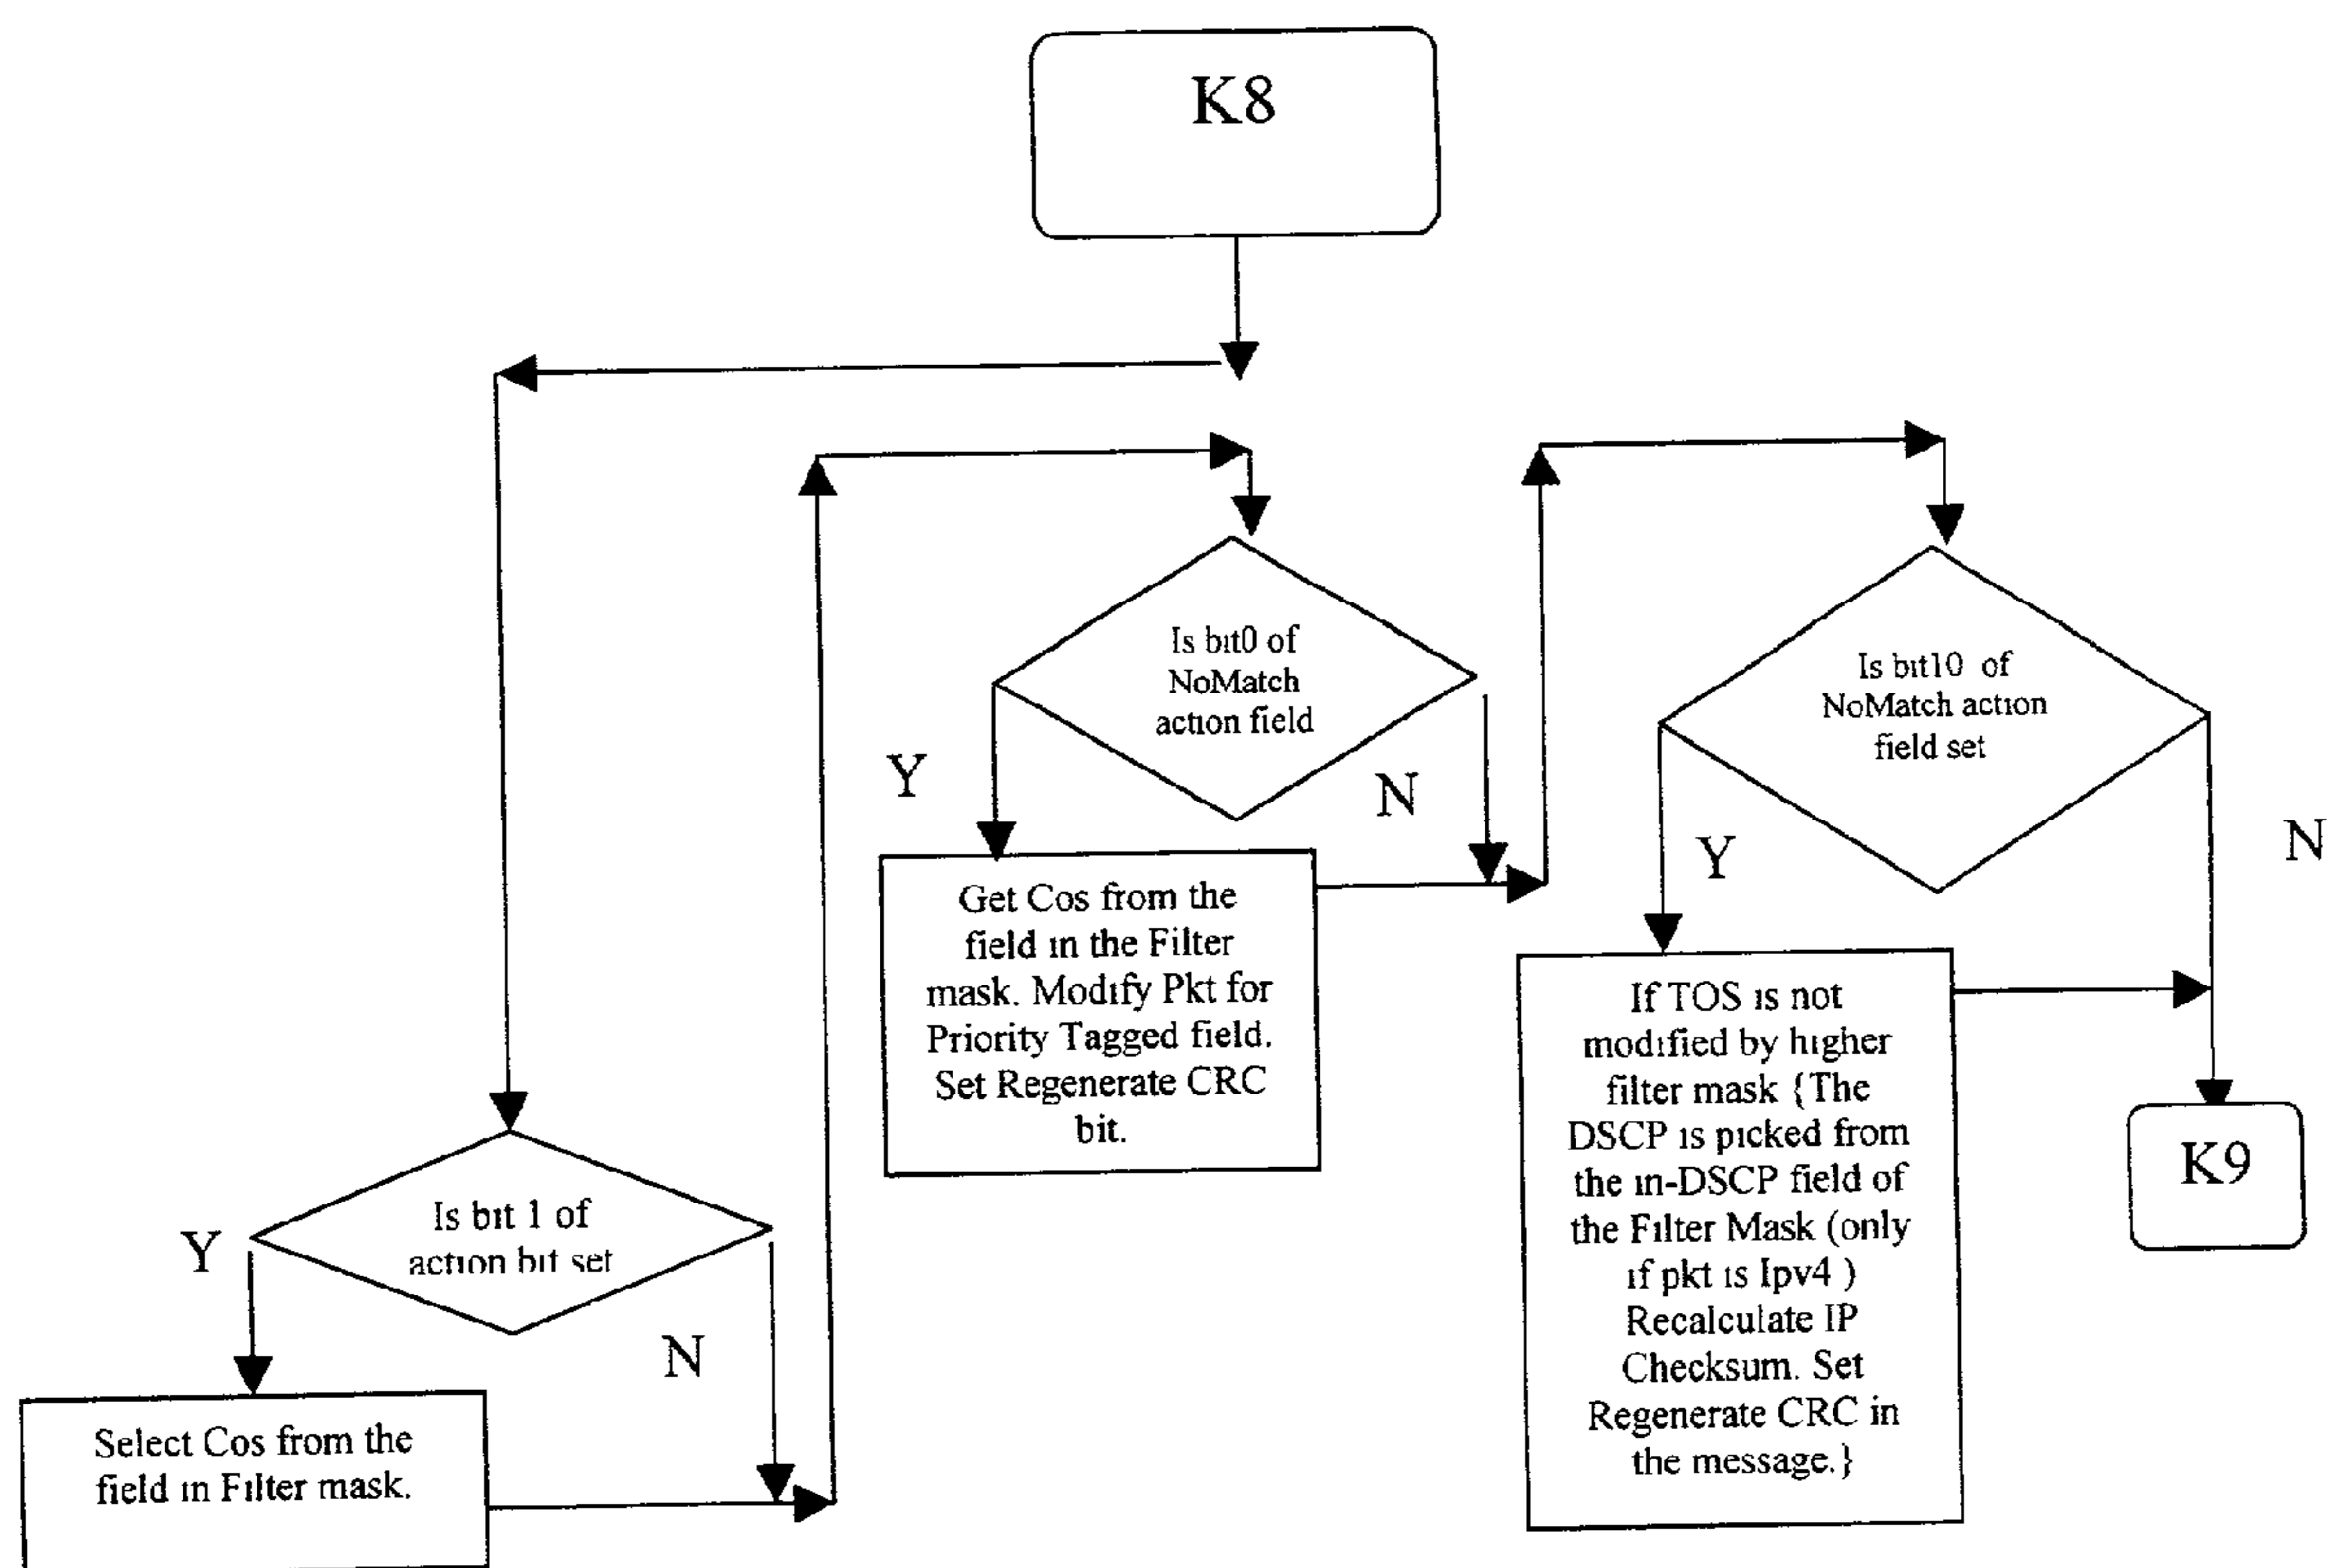 K8
Is bit0 of
NoMatch
action field
Y
N
Get Cos from the
field in the Filter
mask. Modify Pkt for
Priority Tagged field.
Set Regenerate CRC
bit.
Is bit10 of
NoMatch action
field set
Y
N
If TOS is not
modified by higher
filter mask {The
DSCP is picked from
the in-DSCP field of
the Filter Mask (only
if pkt is Ipv4 )
Recalculate IP
Checksum. Set
Regenerate CRC in
the message.}
K9
Is bit 1 of
action bit set
Y
N
Select Cos from the
field in Filter mask.